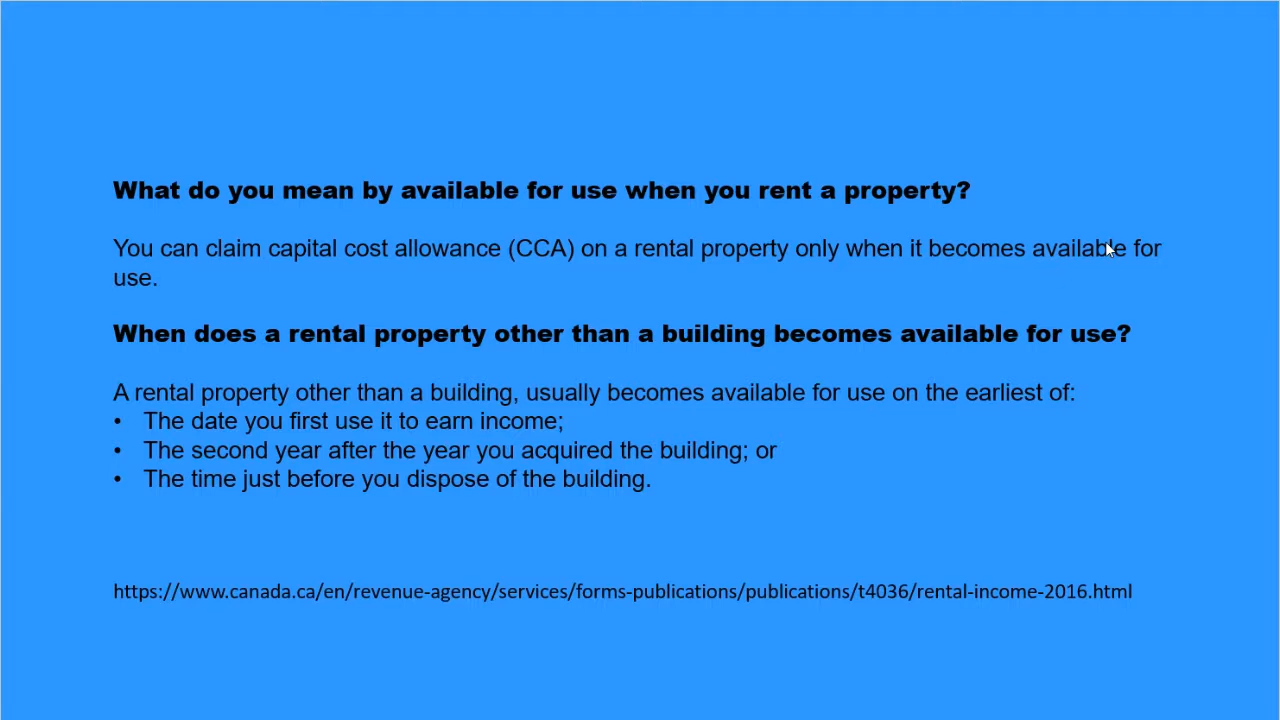 What do you mean by available for use when you rent a property?
You can claim capital cost allowance (CCA) on a rental property only when it becomes available for
use.
When does a rental property other than a building becomes available for use?
A rental property other than a building, usually becomes available for use on the earliest of:
• The date you first use it to earn income;
• The second year after the year you acquired the building; or
• The time just before you dispose of the building.
https://www.canada.ca/en/revenue-agency/services/forms-publications/publications/t4036/rental-income-2016.html